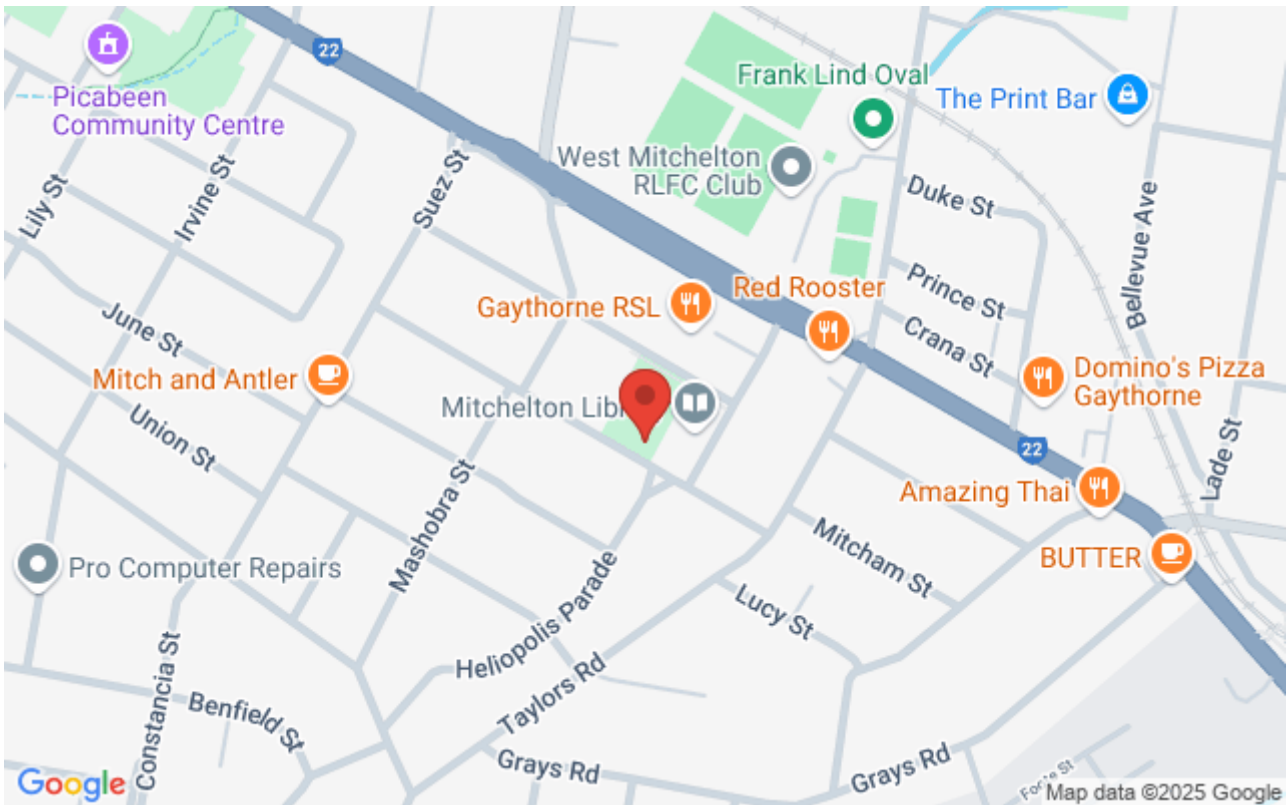 22
Frank Lind Oval
The Print Bar
Picabeen
Community Centre
West Mitchelton
RLFC Club
Lily St
Irvine St
Suez St
Duke St
Bellevue Ave
Prince St
Gaythorne RSL
Red Rooster
Crana St
June St
Mitch and Antler
Domino's Pizza
Gaythorne
Mitchelton Lib
Union St
22
Lade St
Amazing Thai
Mashobra St
Mitcham St
Pro Computer Repairs
BUTTER
Heliopolis Parade
Lucy St
Constancia St
Taylors Rd
Benfield St
Grays Rd
Grays Rd
Google
Map data ©2025 Google